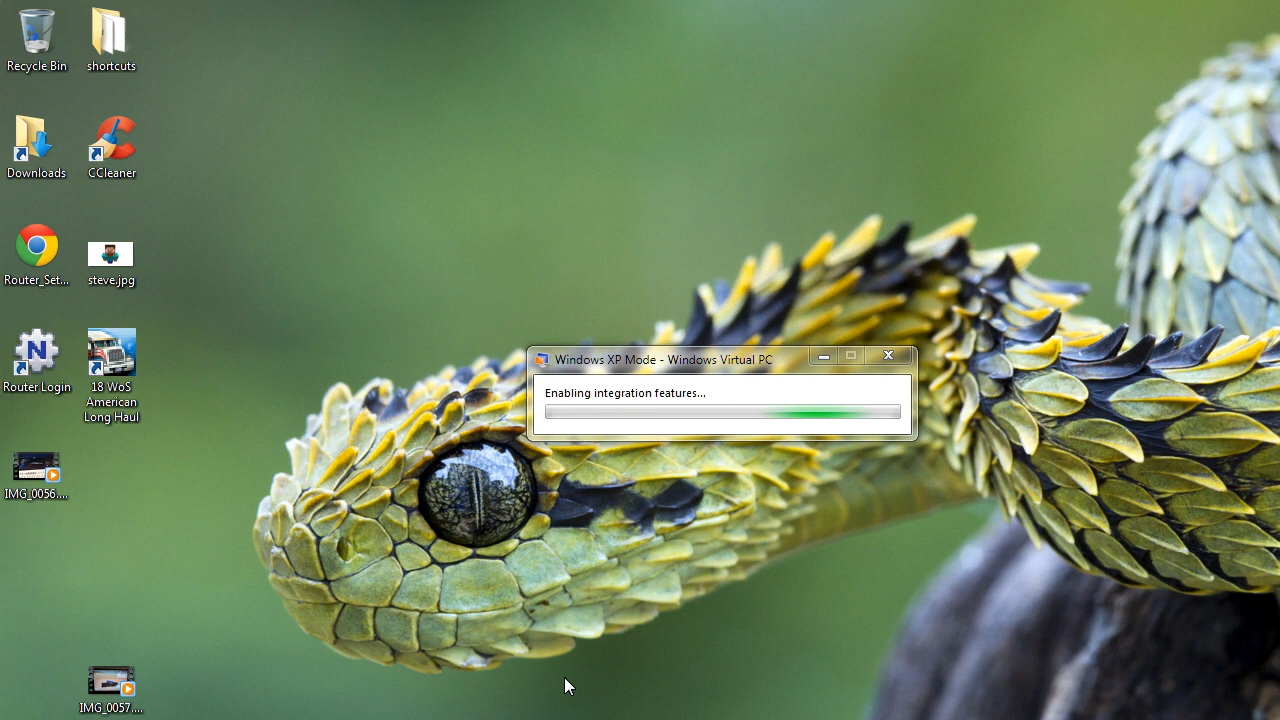 Recycle Bin
shortcuts
Downloads
CCleaner
Router_Set...
steve.jpg
N
Router Login
18 WoS
American
Long Haul
IMG_0056....
IMG_0057....
Windows XP Mode - Windows Virtual PC
Enabling integration features...